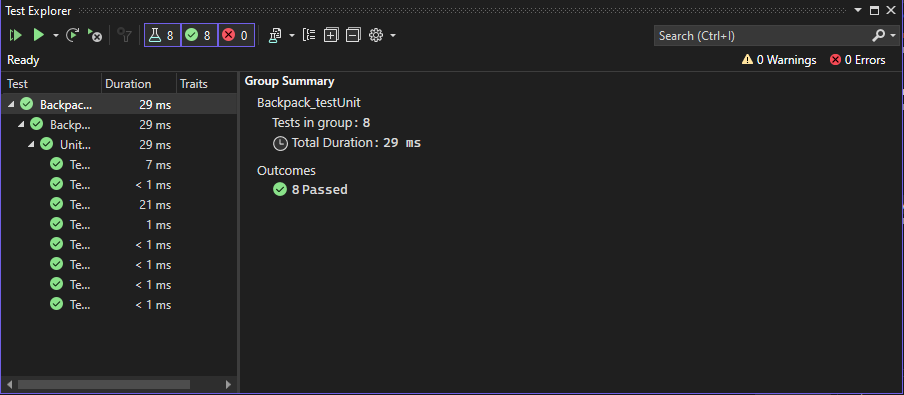 Test Explorer
8 8 0
Search (Ctrl+I)
Ready
0 Warnings 0 Errors
Test Duration Traits
Backpac... 29 ms
Backp... 29 ms
Unit... 29 ms
Te... 7 ms
Te... < 1 ms
Te... 21 ms
Te... 1 ms
Te... < 1 ms
Te... < 1 ms
Te... < 1 ms
Te... < 1 ms
Group Summary
Backpack_testUnit
Tests in group: 8
Total Duration: 29 ms
Outcomes
8 Passed